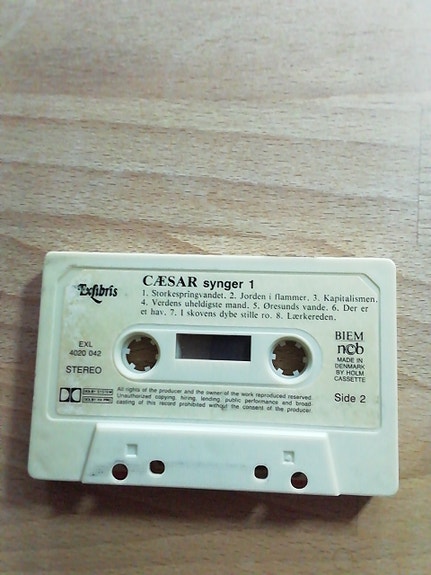 Exlibris
CÆSAR synger 1
1. Storkespringvandet. 2. Jorden i flammer. 3. Kapitalismen.
4. Verdens uheldigste mand. 5. Øresunds vande. 6. Der er
et hav. 7. I skovens dybe stille ro. 8. Lærkereden.
EXL
4020 042
STEREO
BIEM
ncb
MADE IN
DENMARK
BY HOLM
CASSETTE
Side 2
DOLBY SYSTEM
All rights of the producer and the owner of the work reproduced reserved.
Unauthorized copying, hiring, lending, public performance and broad-
casting of this record prohibited without the consent of the producer